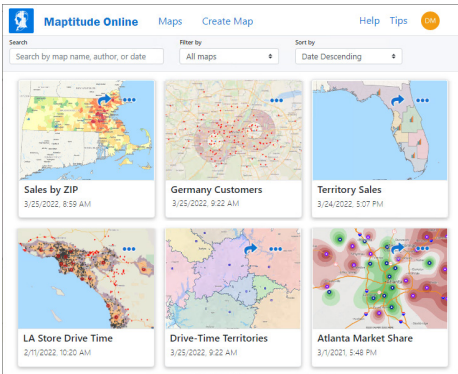 Maptitude Online Maps Create Map Help Tips DM
Search Filter by Sort by
Search by map name, author, or date All maps Date Descending
Sales by ZIP Germany Customers Territory Sales
3/25/2022, 8:59 AM 3/25/2022, 9:22 AM 3/24/2022, 5:07 PM
LA Store Drive Time Drive-Time Territories Atlanta Market Share
2/11/2022, 10:20 AM 3/25/2022, 9:22 AM 3/1/2021, 5:48 PM